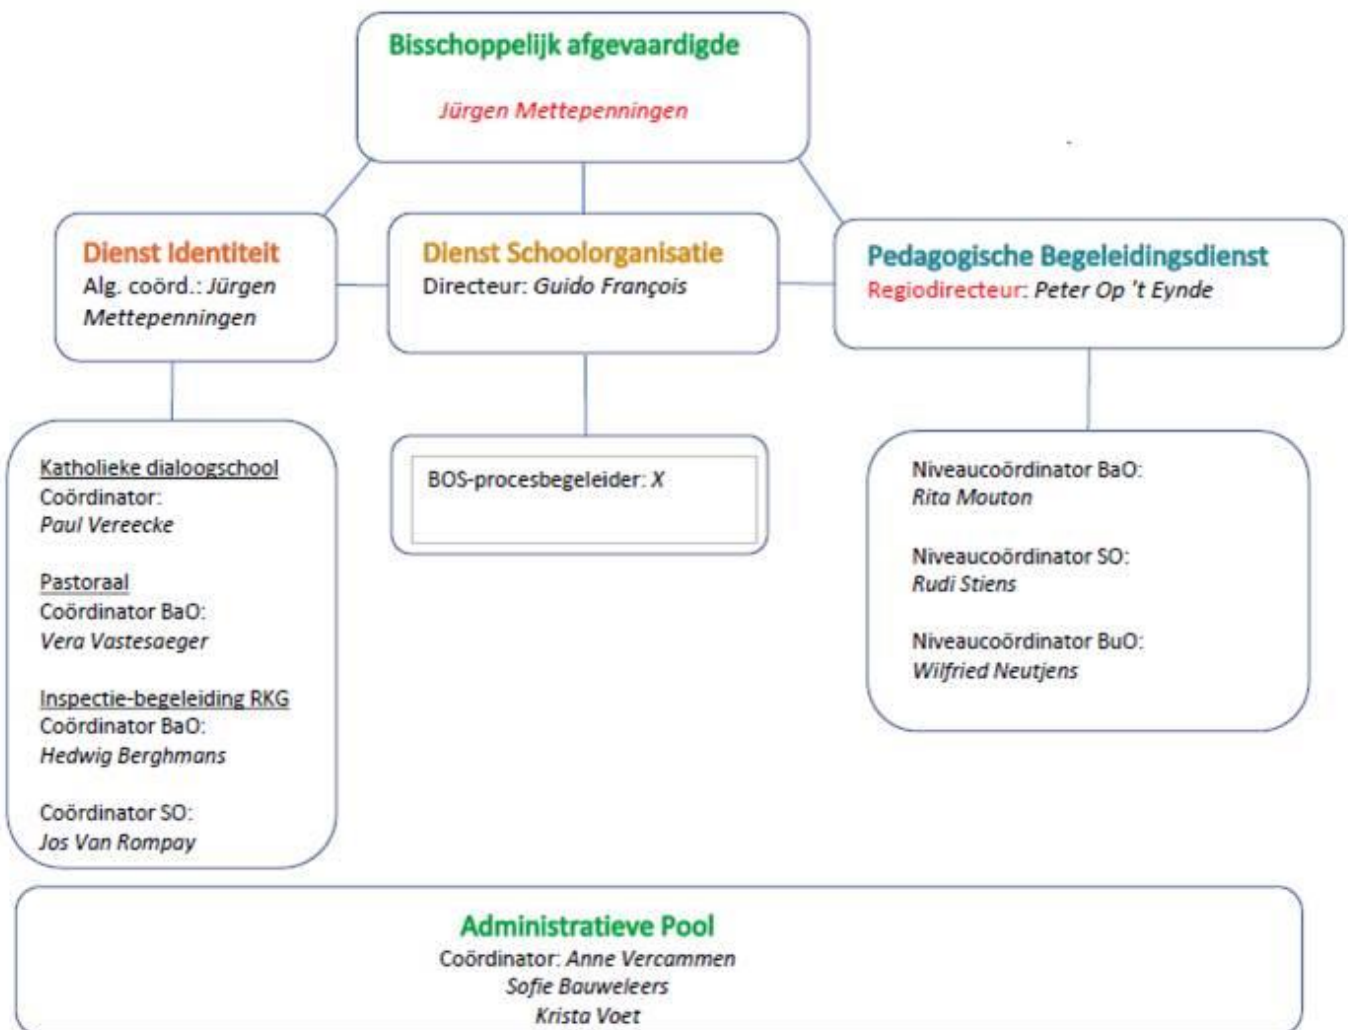 Bisschoppelijk afgevaardigde
Jürgen Mettepenningen
Dienst Identiteit
Alg. coörd.: Jürgen
Mettepenningen
Dienst Schoolorganisatie
Directeur: Guido François
Pedagogische Begeleidingsdienst
Regiodirecteur: Peter Op 't Eynde
Katholieke dialoogschool
Coördinator:
Paul Vereecke
Pastoraal
Coördinator BaO:
Vera Vastesaeger
Inspectie-begeleiding RKG
Coördinator BaO:
Hedwig Berghmans
Coördinator SO:
Jos Van Rompay
BOS-procesbegeleider: X
Niveaucoördinator BaO:
Rita Mouton
Niveaucoördinator SO:
Rudi Stiens
Niveaucoördinator BuO:
Wilfried Neutjens
Administratieve Pool
Coördinator: Anne Vercammen
Sofie Bauweleers
Krista Voet